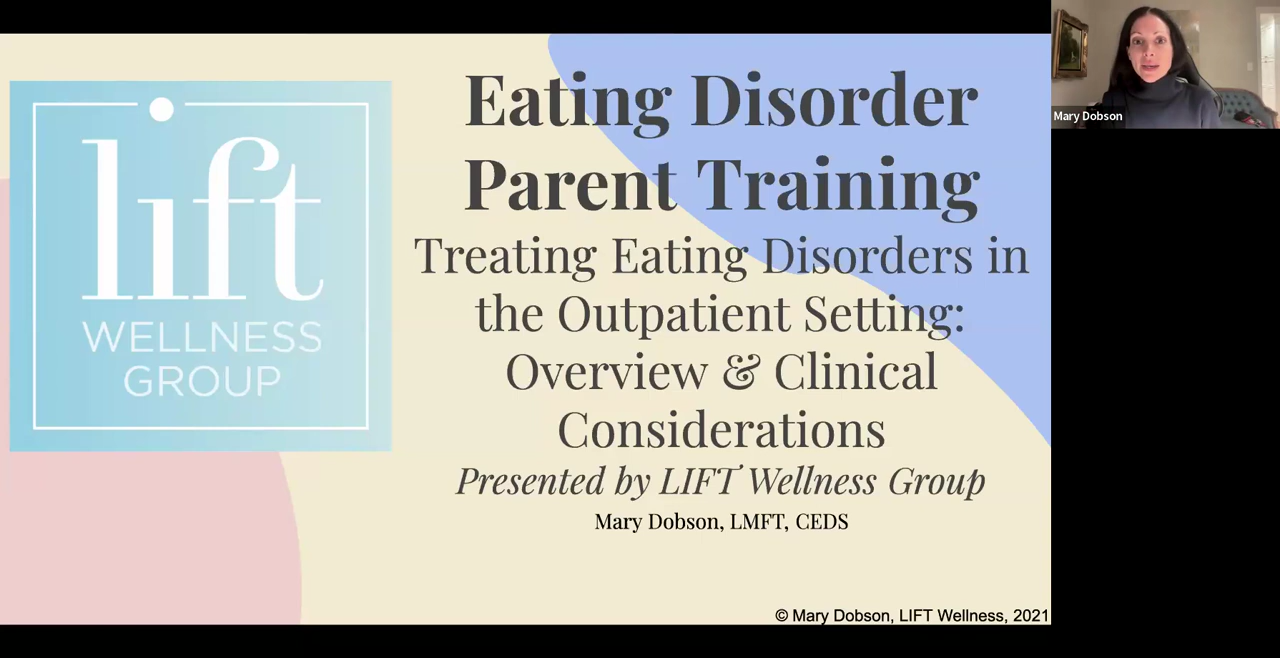 lift
WELLNESS
GROUP
Eating Disorder
Parent Training
Treating Eating Disorders in
the Outpatient Setting:
Overview & Clinical
Considerations
Presented by LIFT Wellness Group
Mary Dobson, LMFT, CEDS
© Mary Dobson, LIFT Wellness, 2021
Mary Dobson